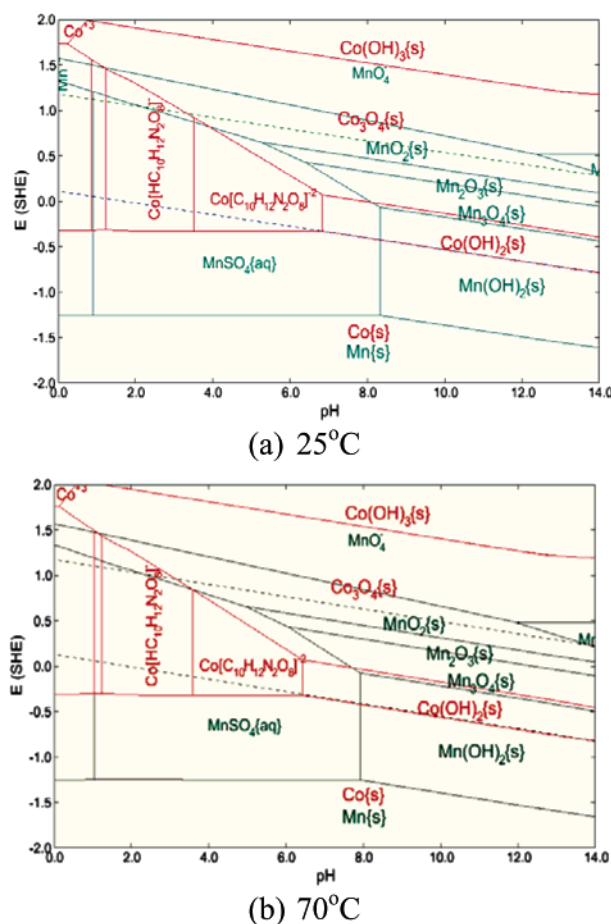 2.0
Co+3
Co(OH)3{s}
MnO4-
1.5
Mn
Co3O4{s}
1.0
MnO2{s}
Co[HC10H12N2O8]-
0.5
Mn2O3{s}
Co[C10H12N2O8]-2
Mn3O4{s}
0.0
E (SHE)
Co(OH)2{s}
-0.5
MnSO4{aq}
Mn(OH)2{s}
-1.0
Co{s}
-1.5
Mn{s}
-2.0
0.0 2.0 4.0 6.0 8.0 10.0 12.0 14.0
pH
(a) 25°C
2.0
Co+3
Co(OH)3{s}
MnO4-
1.5
Co3O4{s}
1.0
MnO2{s}
Mn
Co[HC10H12N2O8]-
0.5
Mn2O3{s}
Co[C10H12N2O8]-2
Mn3O4{s}
0.0
E (SHE)
Co(OH)2{s}
-0.5
MnSO4{aq}
Mn(OH)2{s}
-1.0
Co{s}
-1.5
Mn{s}
-2.0
0.0 2.0 4.0 6.0 8.0 10.0 12.0 14.0
pH
(b) 70°C